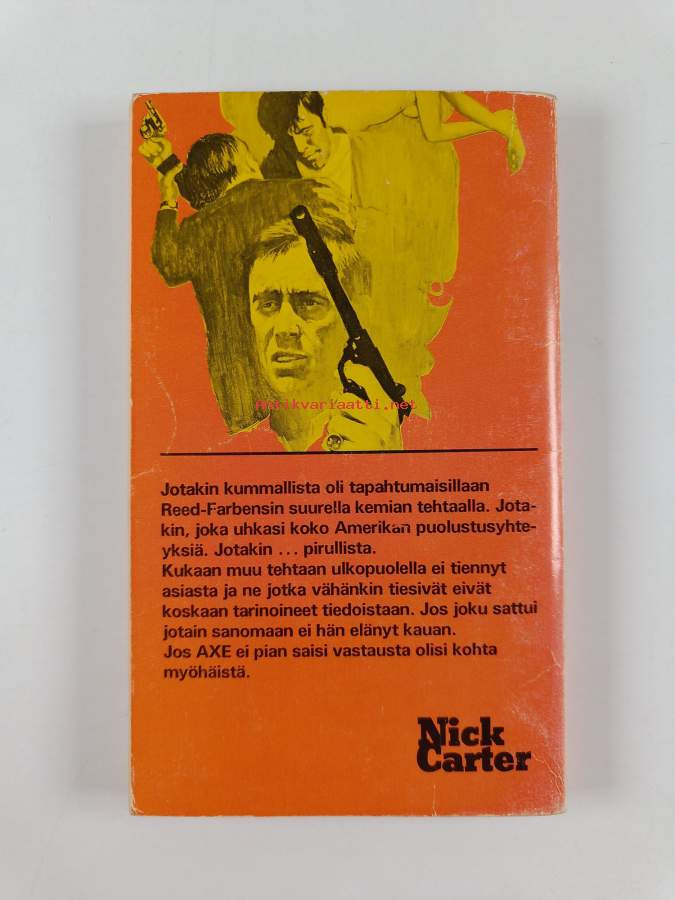 antikvariaatti.net
Jotakin kummallista oli tapahtumaisillaan
Reed-Farbensin suurella kemian tehtaalla. Jota-
kin, joka uhkasi koko Amerikan puolustusyhte-
yksiä. Jotakin ... pirullista.
Kukaan muu tehtaan ulkopuolella ei tiennyt
asiasta ja ne jotka vähänkin tiesivät eivät
koskaan tarinoineet tiedoistaan. Jos joku sattui
jotain sanomaan ei hän elänyt kauan.
Jos AXE ei pian saisi vastausta olisi kohta
myöhäistä.
Nick
Carter